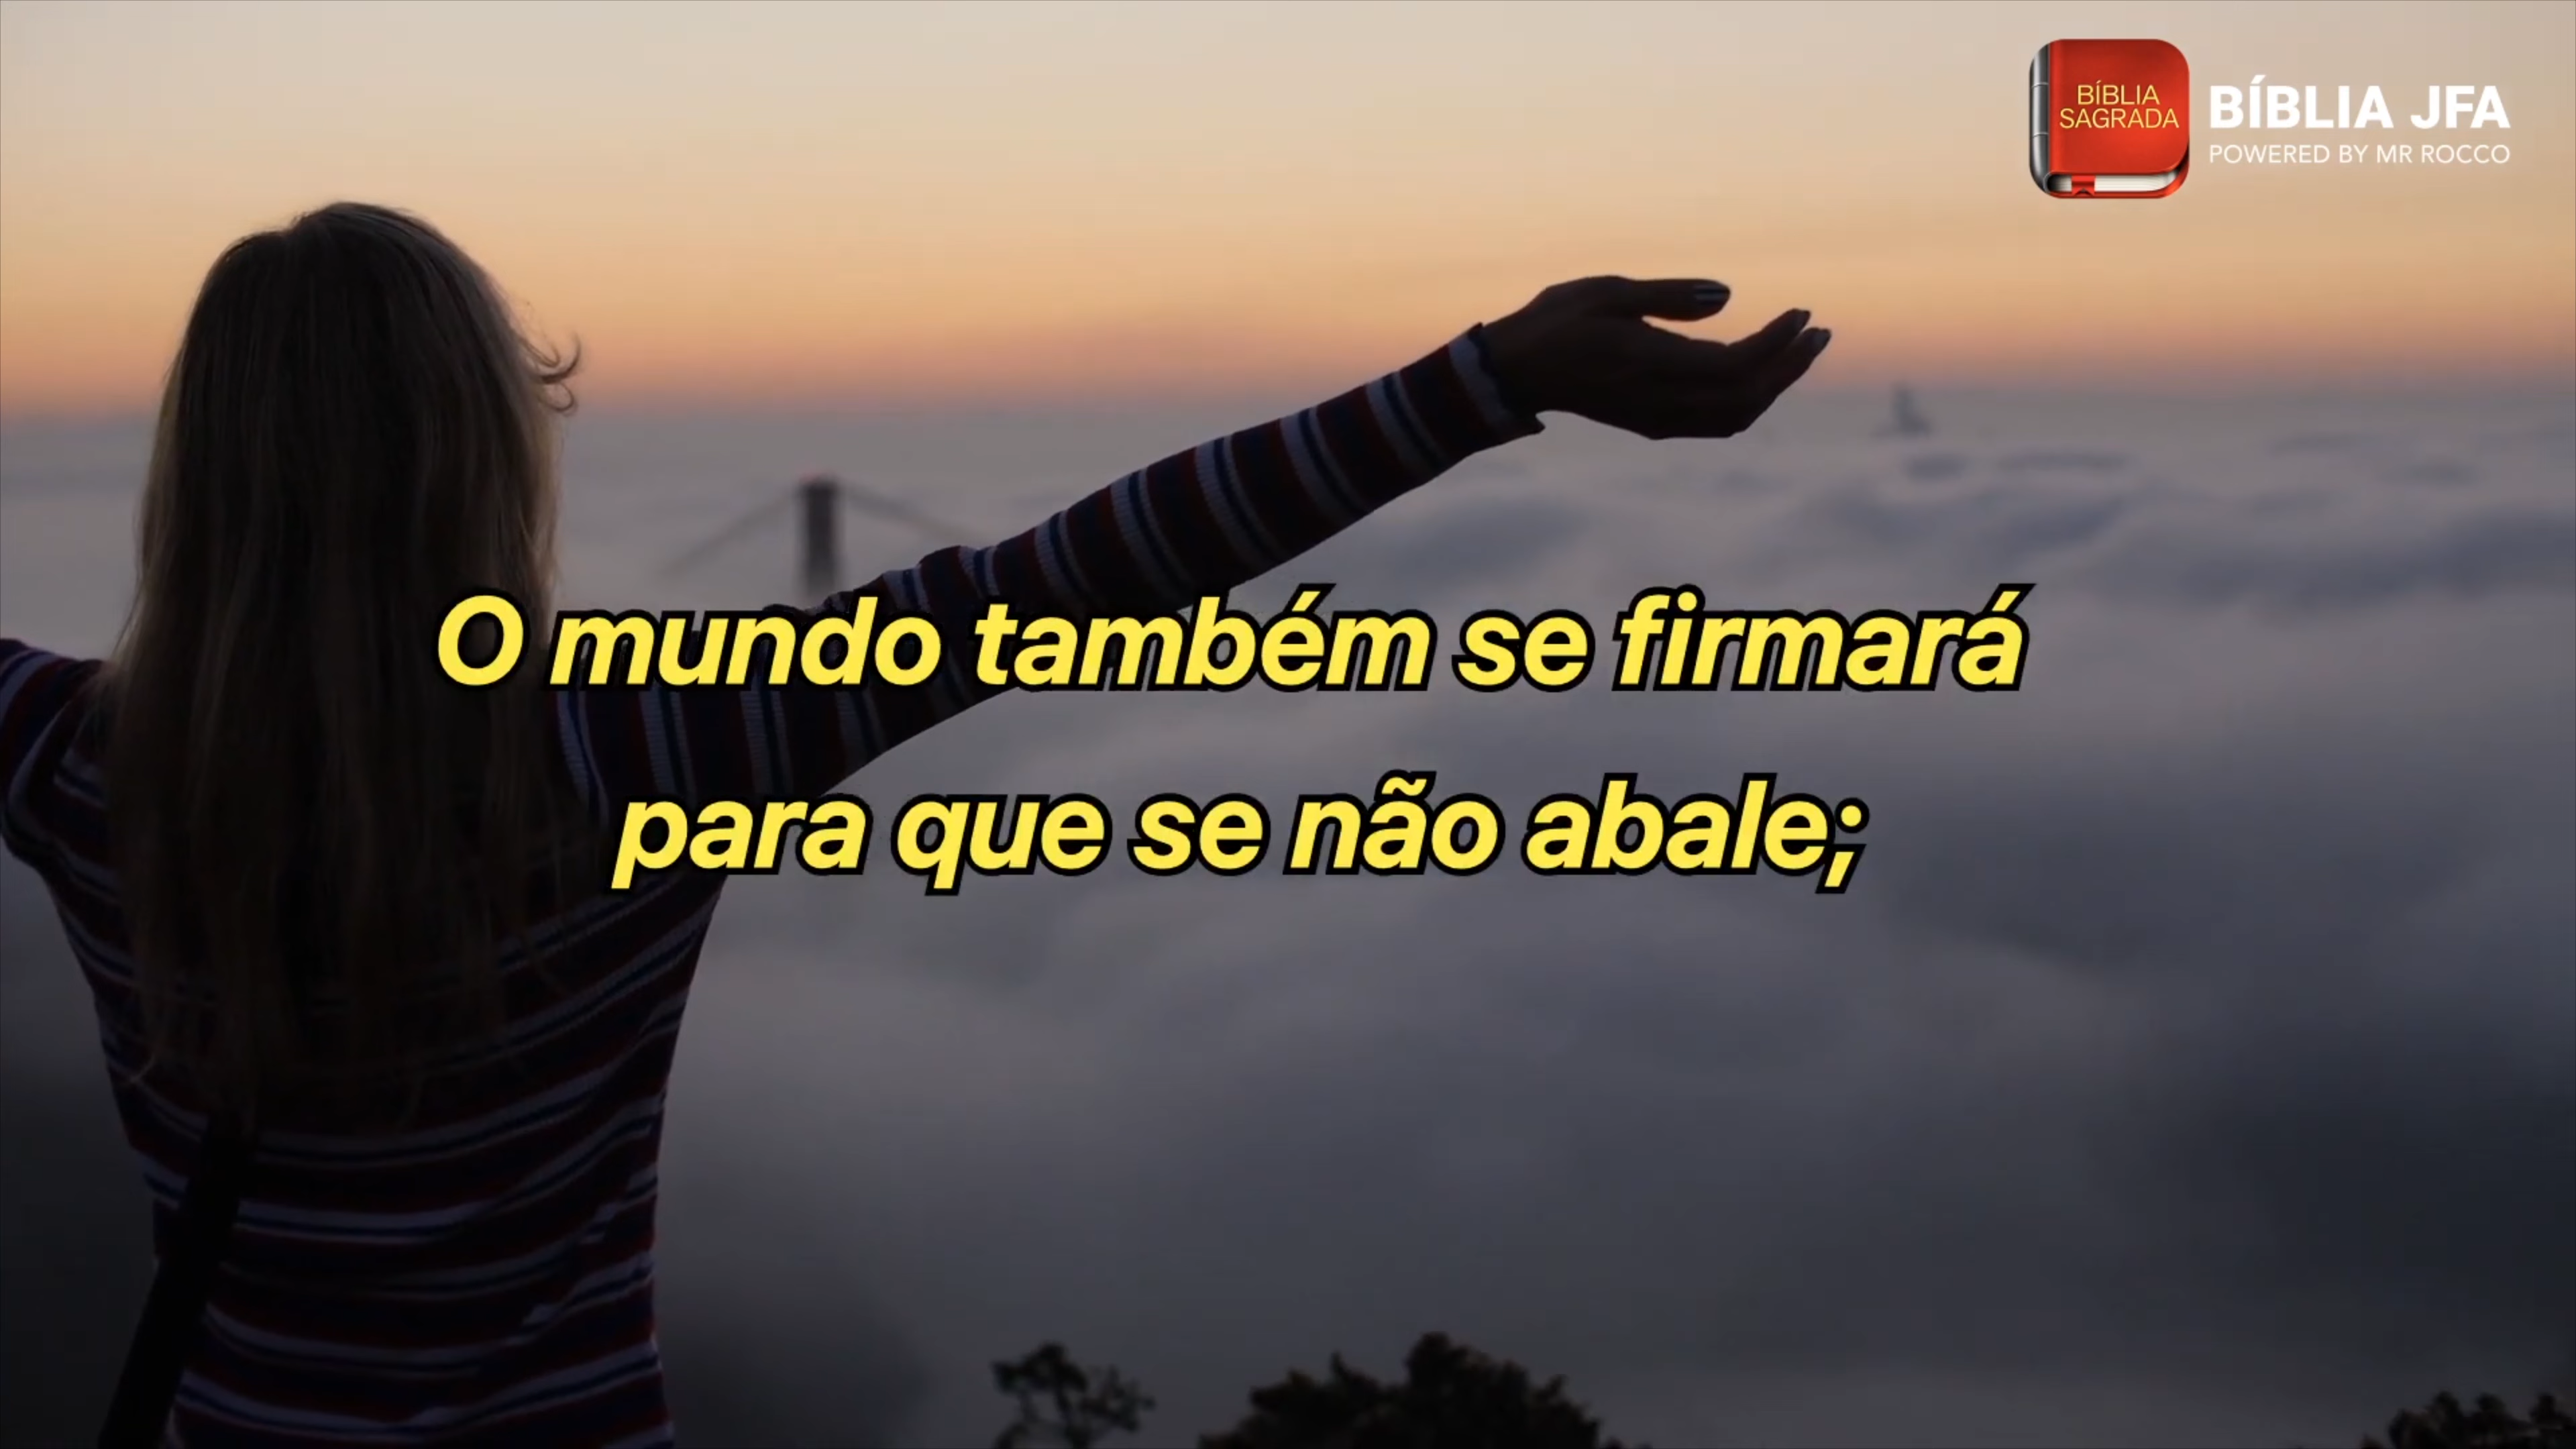 BÍBLIA
SAGRADA
BÍBLIA JFA
POWERED BY MR ROCCO
O mundo também se firmará
para que se não abale;